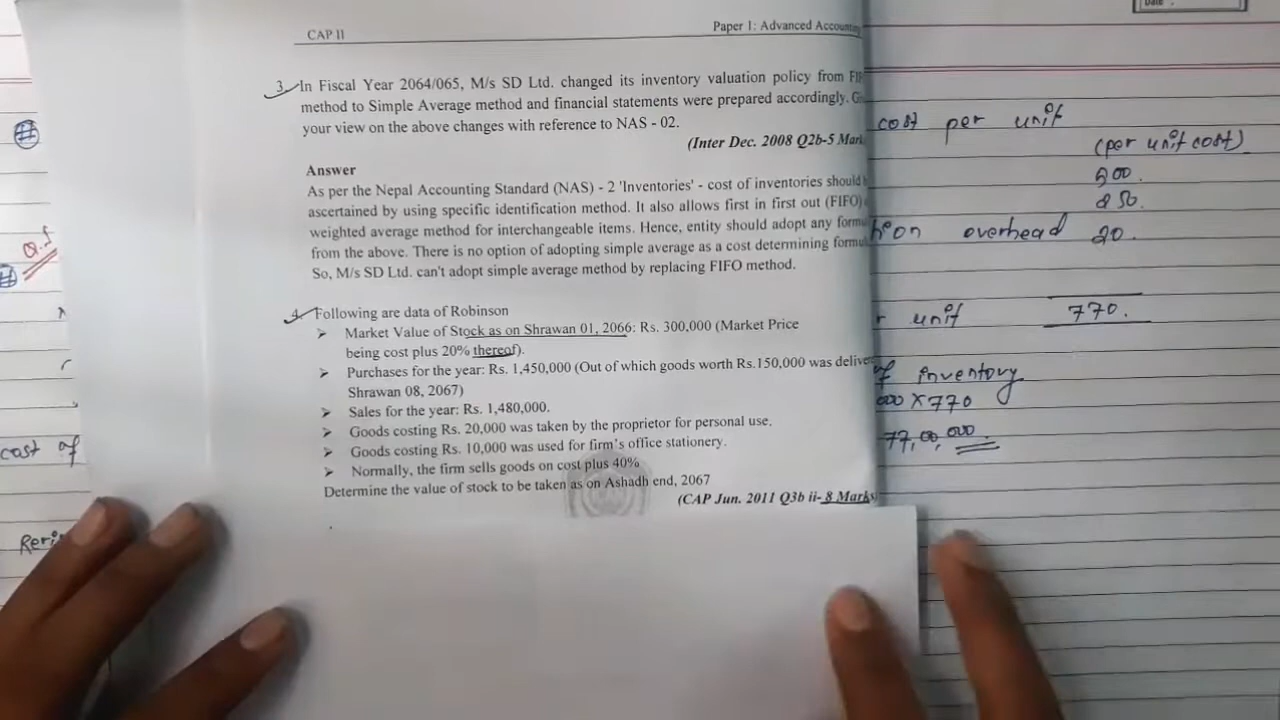 Date :
CAP II
Paper 1: Advanced Accounting
3 In Fiscal Year 2064/065, M/s SD Ltd. changed its inventory valuation policy from FIF
method to Simple Average method and financial statements were prepared accordingly. G
your view on the above changes with reference to NAS - 02.
(Inter Dec. 2008 Q2b-5 Mark
Answer
As per the Nepal Accounting Standard (NAS) - 2 'Inventories' - cost of inventories should b
ascertained by using specific identification method. It also allows first in first out (FIFO)
weighted average method for interchangeable items. Hence, entity should adopt any formu
from the above. There is no option of adopting simple average as a cost determining formul
So, M/s SD Ltd. can't adopt simple average method by replacing FIFO method.
4 Following are data of Robinson
➢ Market Value of Stock as on Shrawan 01, 2066: Rs. 300,000 (Market Price
being cost plus 20% thereof).
➢ Purchases for the year: Rs. 1,450,000 (Out of which goods worth Rs.150,000 was delive
Shrawan 08, 2067)
➢ Sales for the year: Rs. 1,480,000.
➢ Goods costing Rs. 20,000 was taken by the proprietor for personal use.
➢ Goods costing Rs. 10,000 was used for firm's office stationery.
➢ Normally, the firm sells goods on cost plus 40%
Determine the value of stock to be taken as on Ashadh end, 2067
(CAP Jun. 2011 Q3b ii- 8 Marks
cost per unit
(per unit cost)
500.
250.
overhead 20.
unit 770.
of inventory
000 X 770
77,00,000
cost of